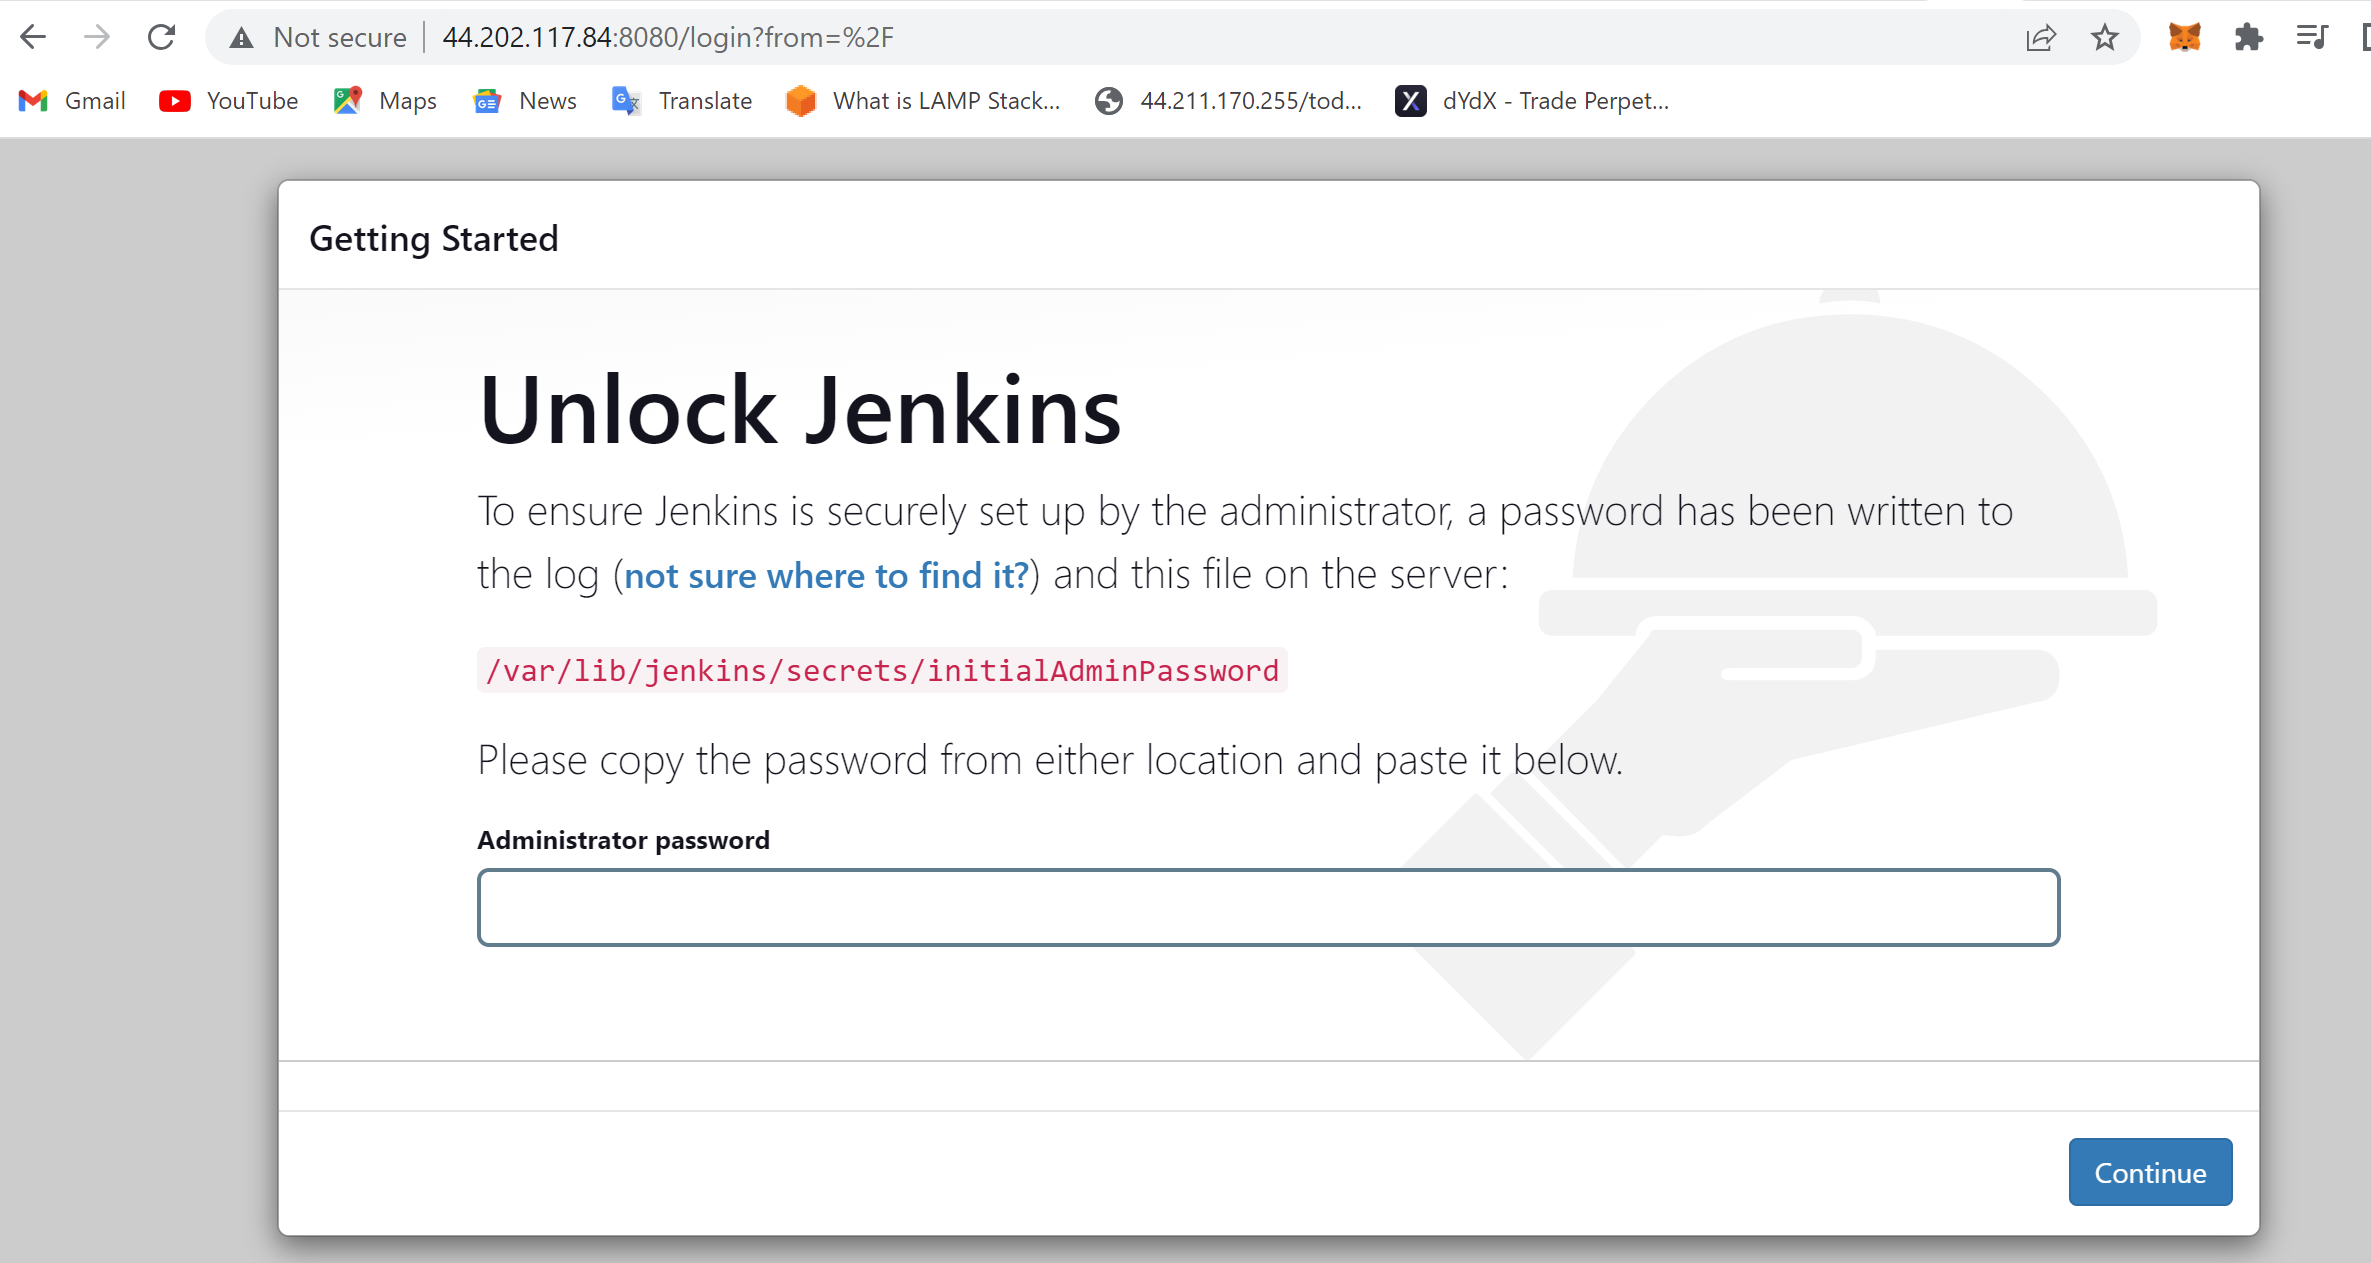 Not secure 44.202.117.84:8080/login?from=%2F
Gmail YouTube Maps News Translate What is LAMP Stack... 44.211.170.255/tod... dYdX - Trade Perpet...
Getting Started
Unlock Jenkins
To ensure Jenkins is securely set up by the administrator, a password has been written to
the log (not sure where to find it?) and this file on the server:
/var/lib/jenkins/secrets/initialAdminPassword
Please copy the password from either location and paste it below.
Administrator password
Continue